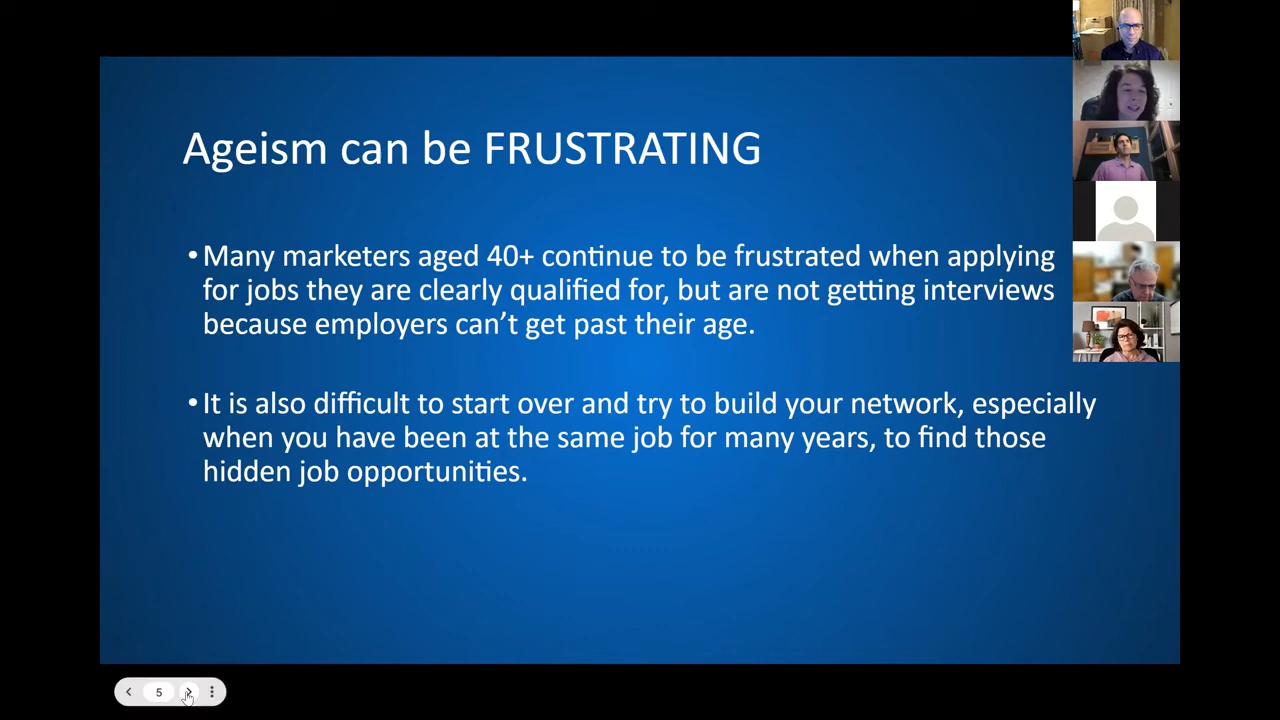 Ageism can be FRUSTRATING
•Many marketers aged 40+ continue to be frustrated when applying
for jobs they are clearly qualified for, but are not getting interviews
because employers can’t get past their age.
•It is also difficult to start over and try to build your network, especially
when you have been at the same job for many years, to find those
hidden job opportunities.
5